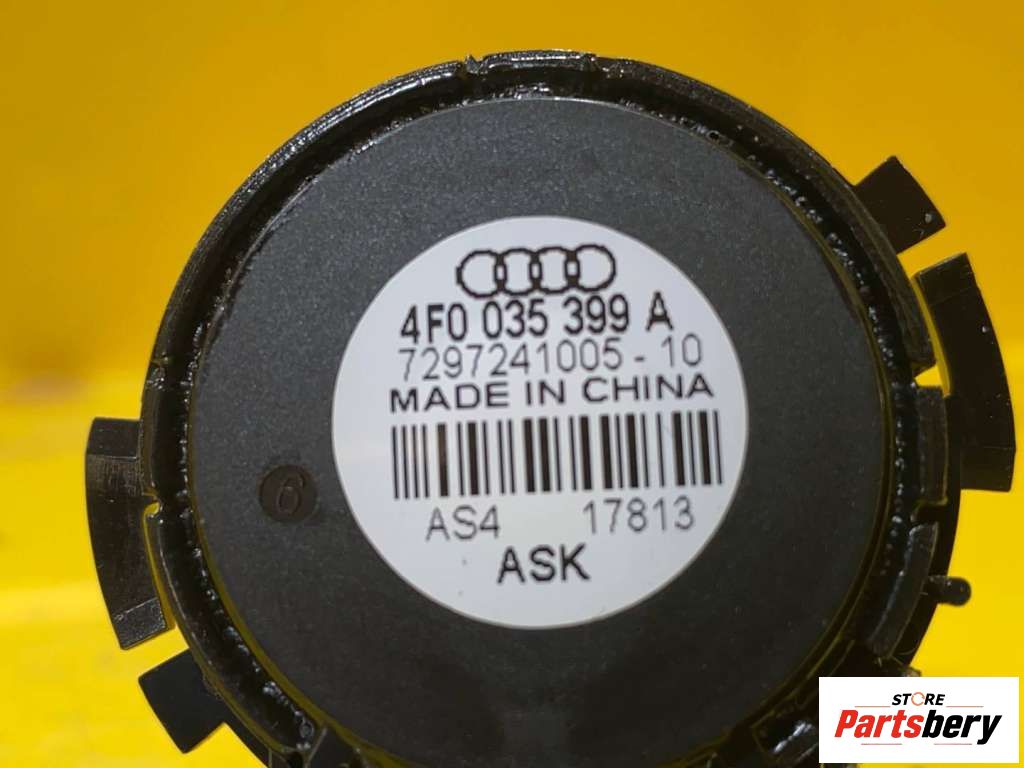 4F0 035 399 A
7297241005-10
MADE IN CHINA
AS4 17813
ASK
6
STORE
Partsbery